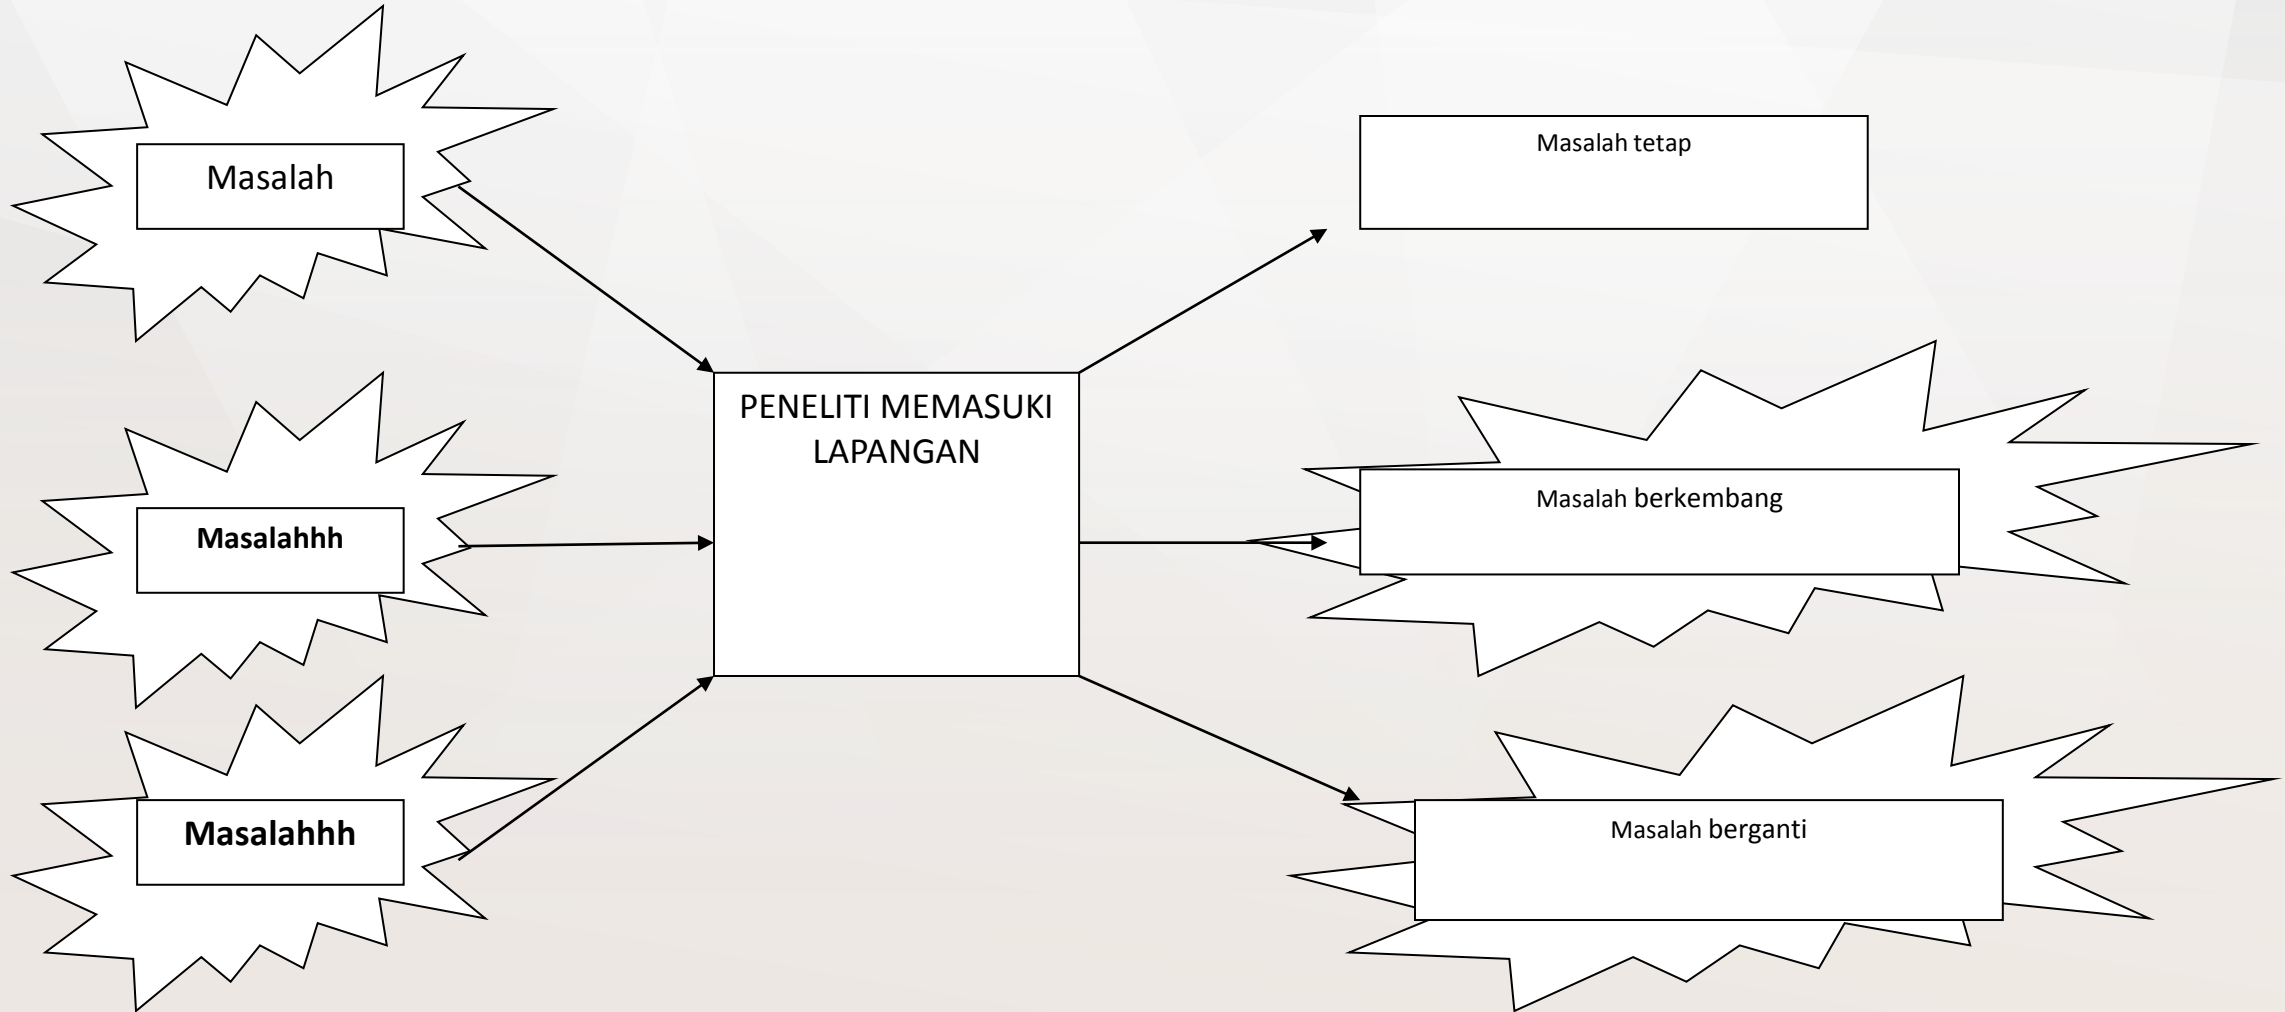 Masalah
Masalahhh
Masalahhh
PENELITI MEMASUKI
LAPANGAN
Masalah tetap
Masalah berkembang
Masalah berganti